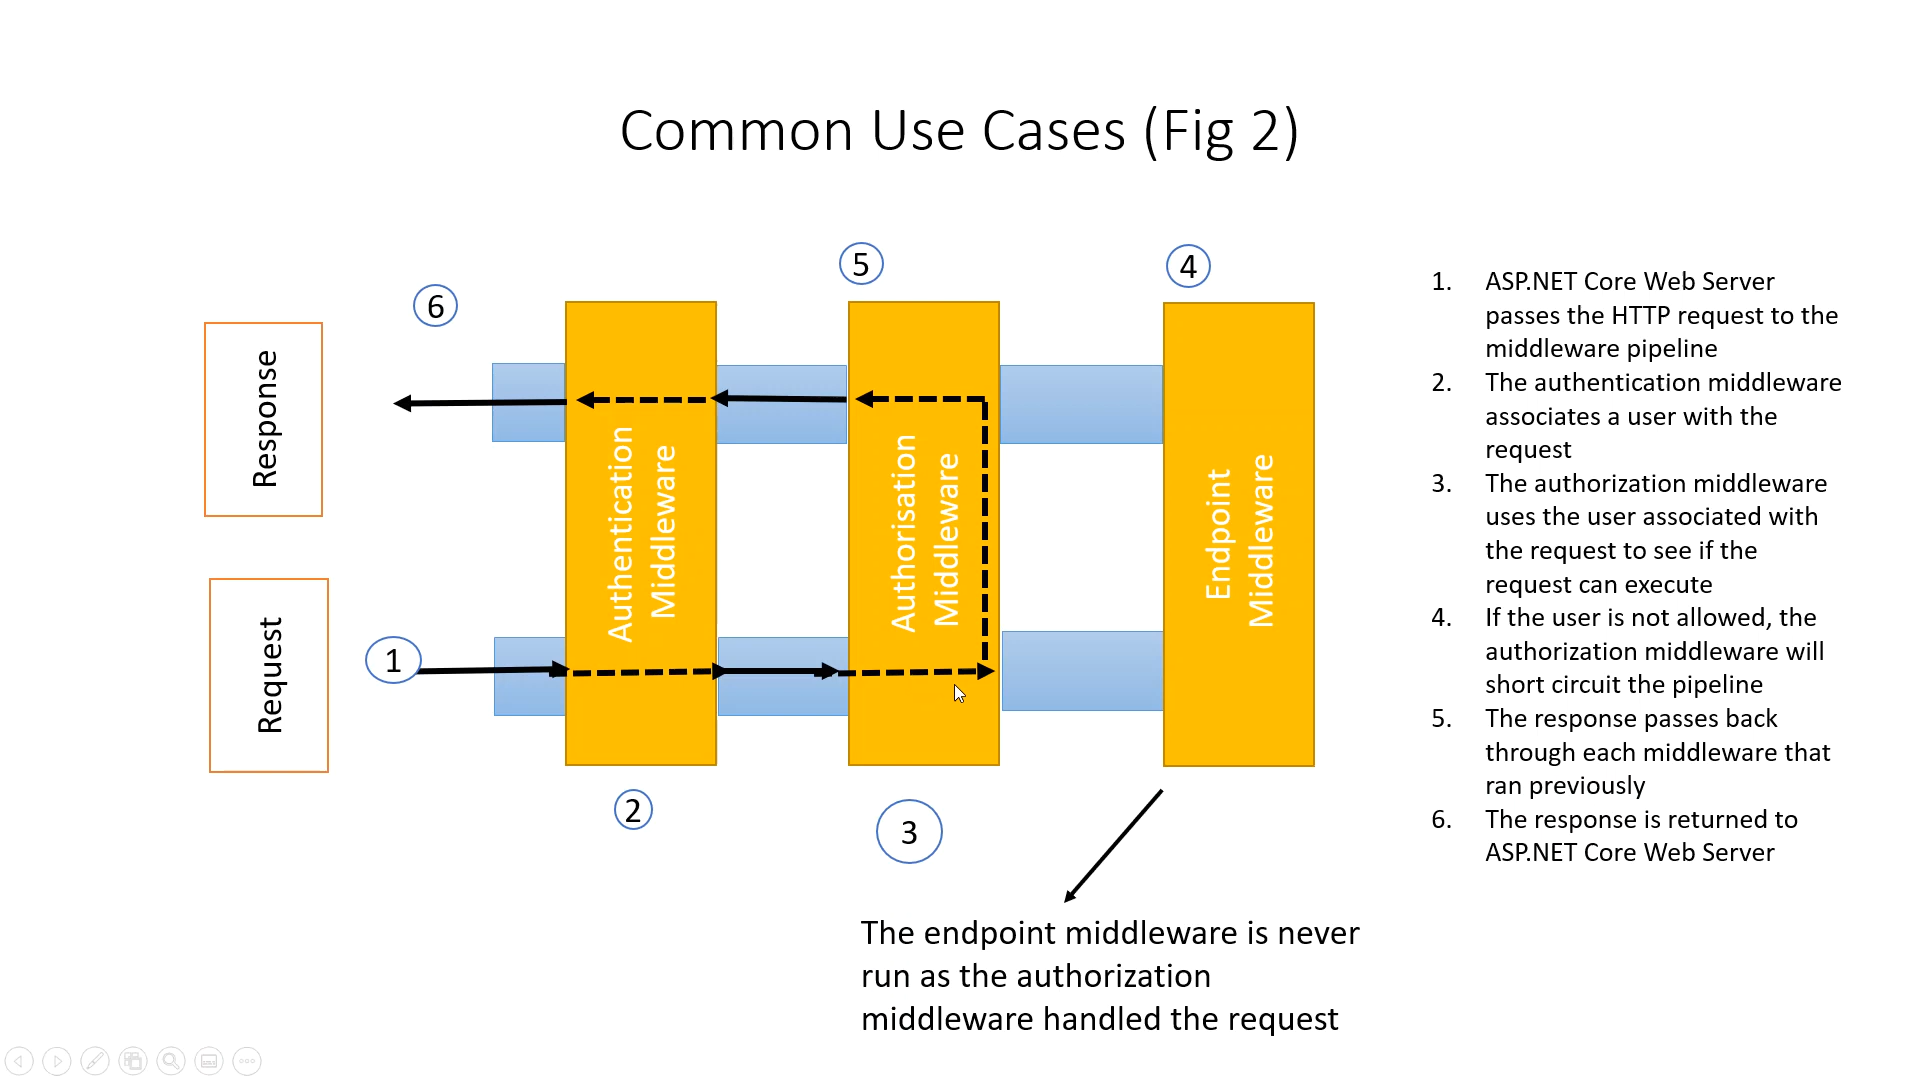 Common Use Cases (Fig 2)
5
4
6
Response
Authentication
Middleware
Authorisation
Middleware
Endpoint
Middleware
Request
1
2
3
The endpoint middleware is never
run as the authorization
middleware handled the request
1. ASP.NET Core Web Server
passes the HTTP request to the
middleware pipeline
2. The authentication middleware
associates a user with the
request
3. The authorization middleware
uses the user associated with
the request to see if the
request can execute
4. If the user is not allowed, the
authorization middleware will
short circuit the pipeline
5. The response passes back
through each middleware that
ran previously
6. The response is returned to
ASP.NET Core Web Server